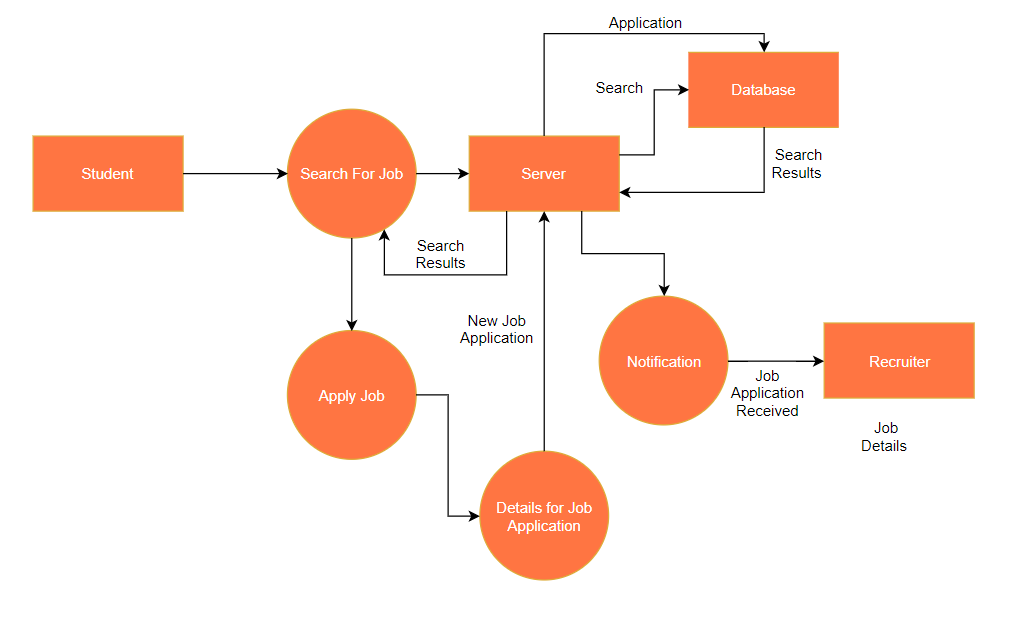 Application
Search
Database
Student
Search For Job
Server
Search
Results
Search
Results
New Job
Application
Notification
Recruiter
Job
Application
Received
Apply Job
Job
Details
Details for Job
Application